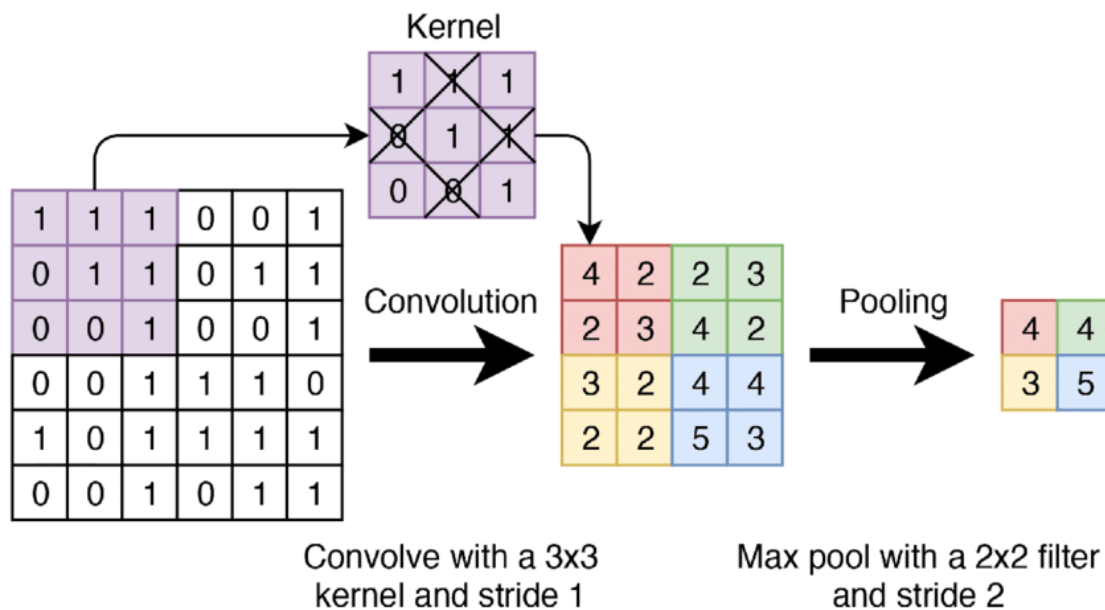 Kernel
1 1 1
0 1 1
0 0 1
1 1 1 0 0 1
0 1 1 0 1 1
0 0 1 0 0 1
0 0 1 1 1 0
1 0 1 1 1 1
0 0 1 0 1 1
Convolution
4 2 2 3
2 3 4 2
3 2 4 4
2 2 5 3
Pooling
4 4
3 5
Convolve with a 3x3
kernel and stride 1
Max pool with a 2x2 filter
and stride 2